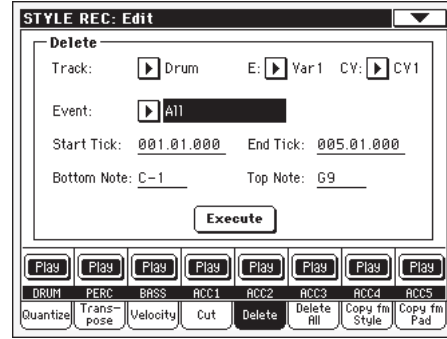 STYLE REC: Edit
Delete
Track: Drum E: Var1 CV: CV1
Event: All
Start Tick: 001.01.000 End Tick: 005.01.000
Bottom Note: C-1 Top Note: G9
Execute
Play Play Play Play Play Play Play Play
DRUM PERC BASS ACC1 ACC2 ACC3 ACC4 ACC5
Quantize Trans- Velocity Cut Delete Delete Copy fm Copy fm
pose All Style Pad